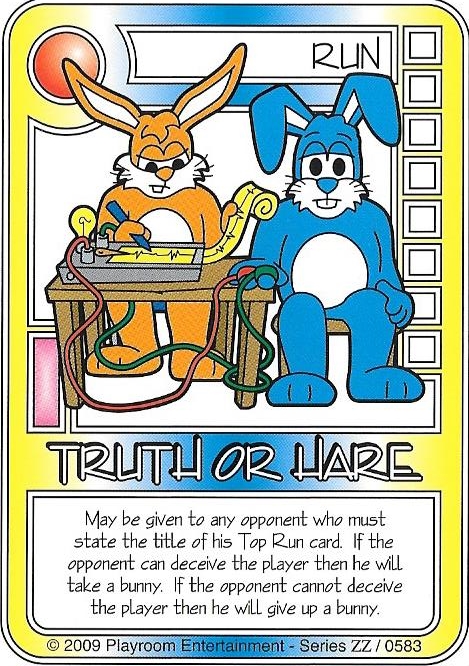 RUN
TRUTH OR HARE
May be given to any opponent who must
state the title of his Top Run card. If the
opponent can deceive the player then he will
take a bunny. If the opponent cannot deceive
the player then he will give up a bunny.
© 2009 Playroom Entertainment - Series ZZ / 0583